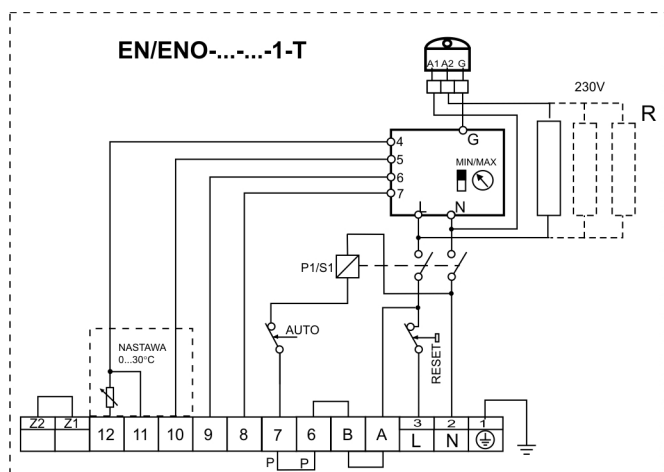 EN/ENO-...-...-1-T
A1 A2 G
230V
R
G
4
5
6
7
MIN/MAX
L N
P1/S1
AUTO
RESET
NASTAWA
0...30°C
Z2 Z1 12 11 10 9 8 7 6 B A 3 2 1
L N
P P